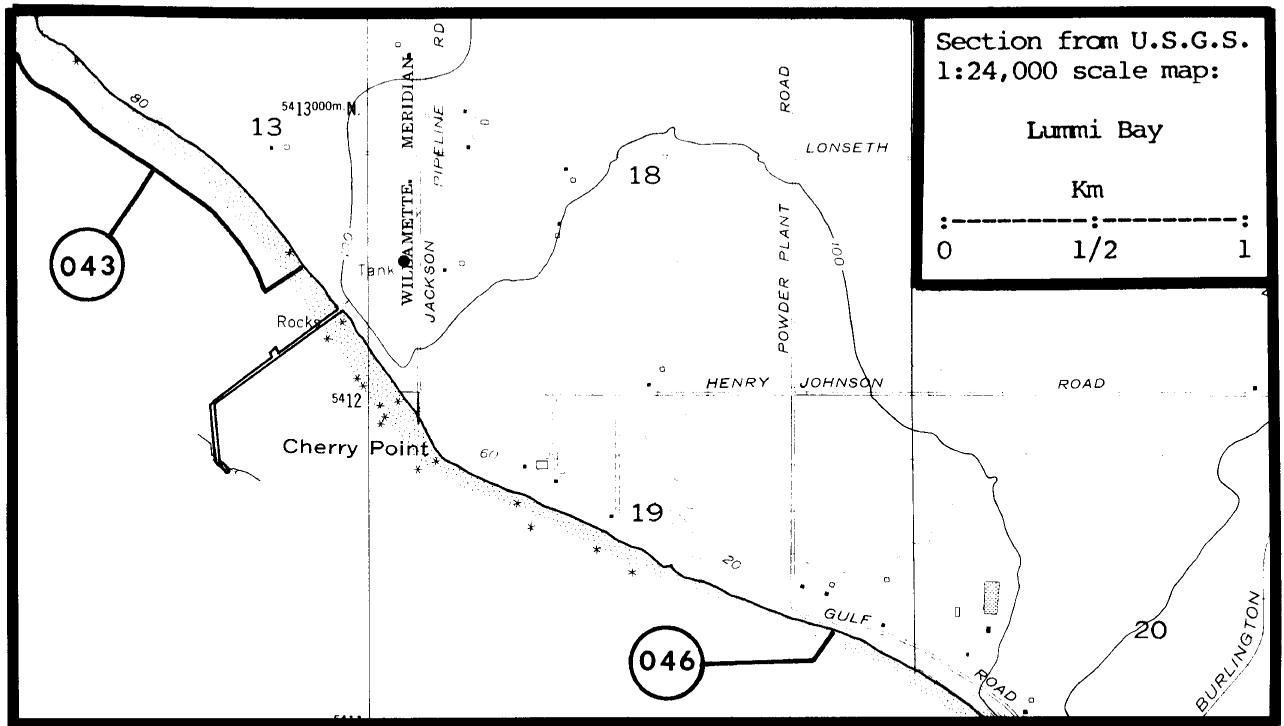 Section from U.S.G.S.
1:24,000 scale map:
Lummi Bay
Km
0 1/2 1
RD
PIPELINE
JACKSON
WILLAMETTE MERIDIAN
5413000m. N.
80
13
043
100
Tank
Rocks
5412
Cherry Point
60
18
ROAD
LONSETH
POWDER PLANT
100
HENRY JOHNSON ROAD
19
20
GULF
ROAD
046
20
BURLINGTON